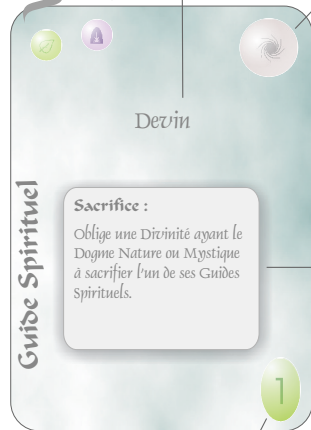 Devin
Guide Spirituel
Sacrifice :
Oblige une Divinité ayant le
Dogme Nature ou Mystique
à sacrifier l'un de ses Guides
Spirituels.
1